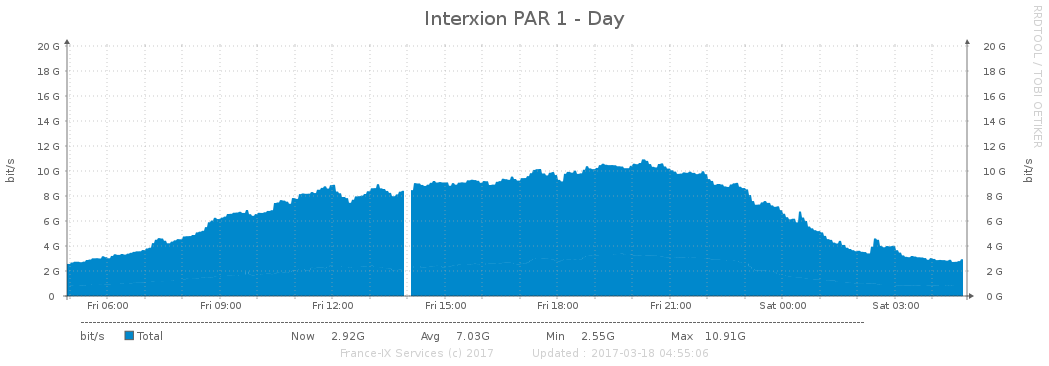 Interxion PAR 1 - Day
RRDTOOL / TOBI OETIKER
bit/s
bit/s
20 G 20 G
18 G 18 G
16 G 16 G
14 G 14 G
12 G 12 G
10 G 10 G
8 G 8 G
6 G 6 G
4 G 4 G
2 G 2 G
0 0 G
Fri 06:00 Fri 09:00 Fri 12:00 Fri 15:00 Fri 18:00 Fri 21:00 Sat 00:00 Sat 03:00
bit/s Total Now 2.92G Avg 7.03G Min 2.55G Max 10.91G
France-IX Services (c) 2017 Updated : 2017-03-18 04:55:06